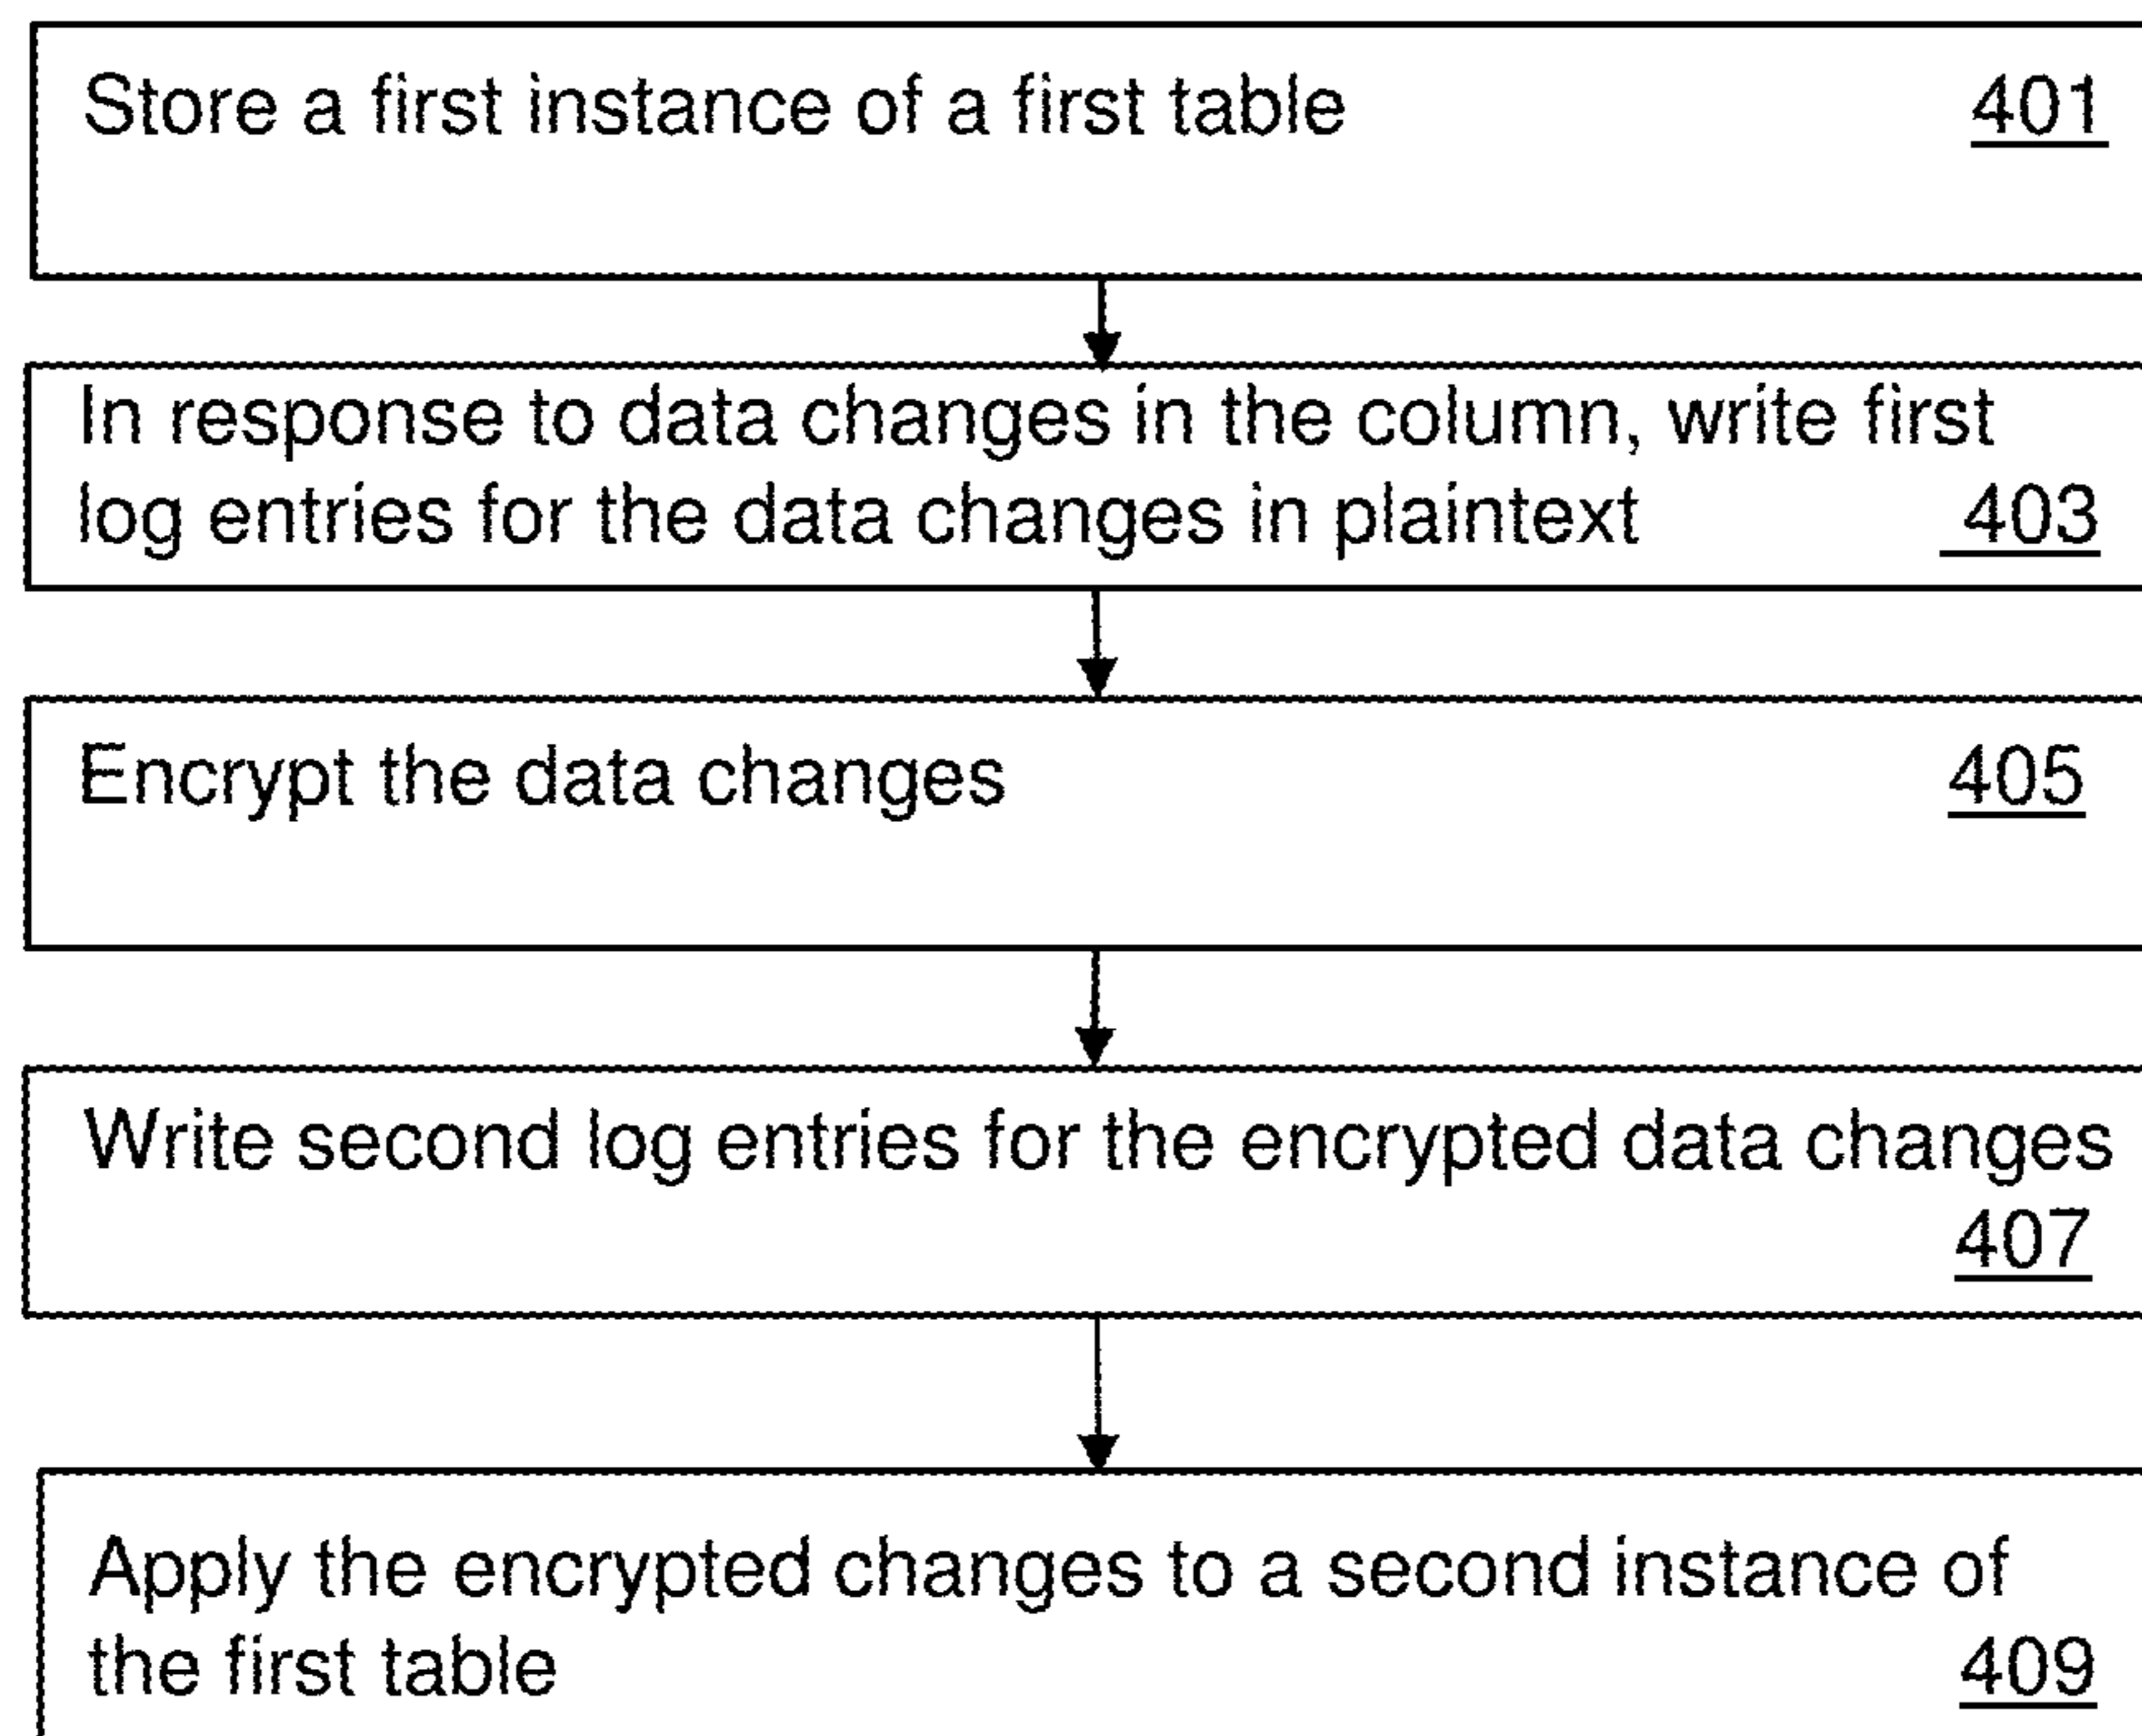 Store a first instance of a first table 401
In response to data changes in the column, write first
log entries for the data changes in plaintext 403
Encrypt the data changes 405
Write second log entries for the encrypted data changes
407
Apply the encrypted changes to a second instance of
the first table 409